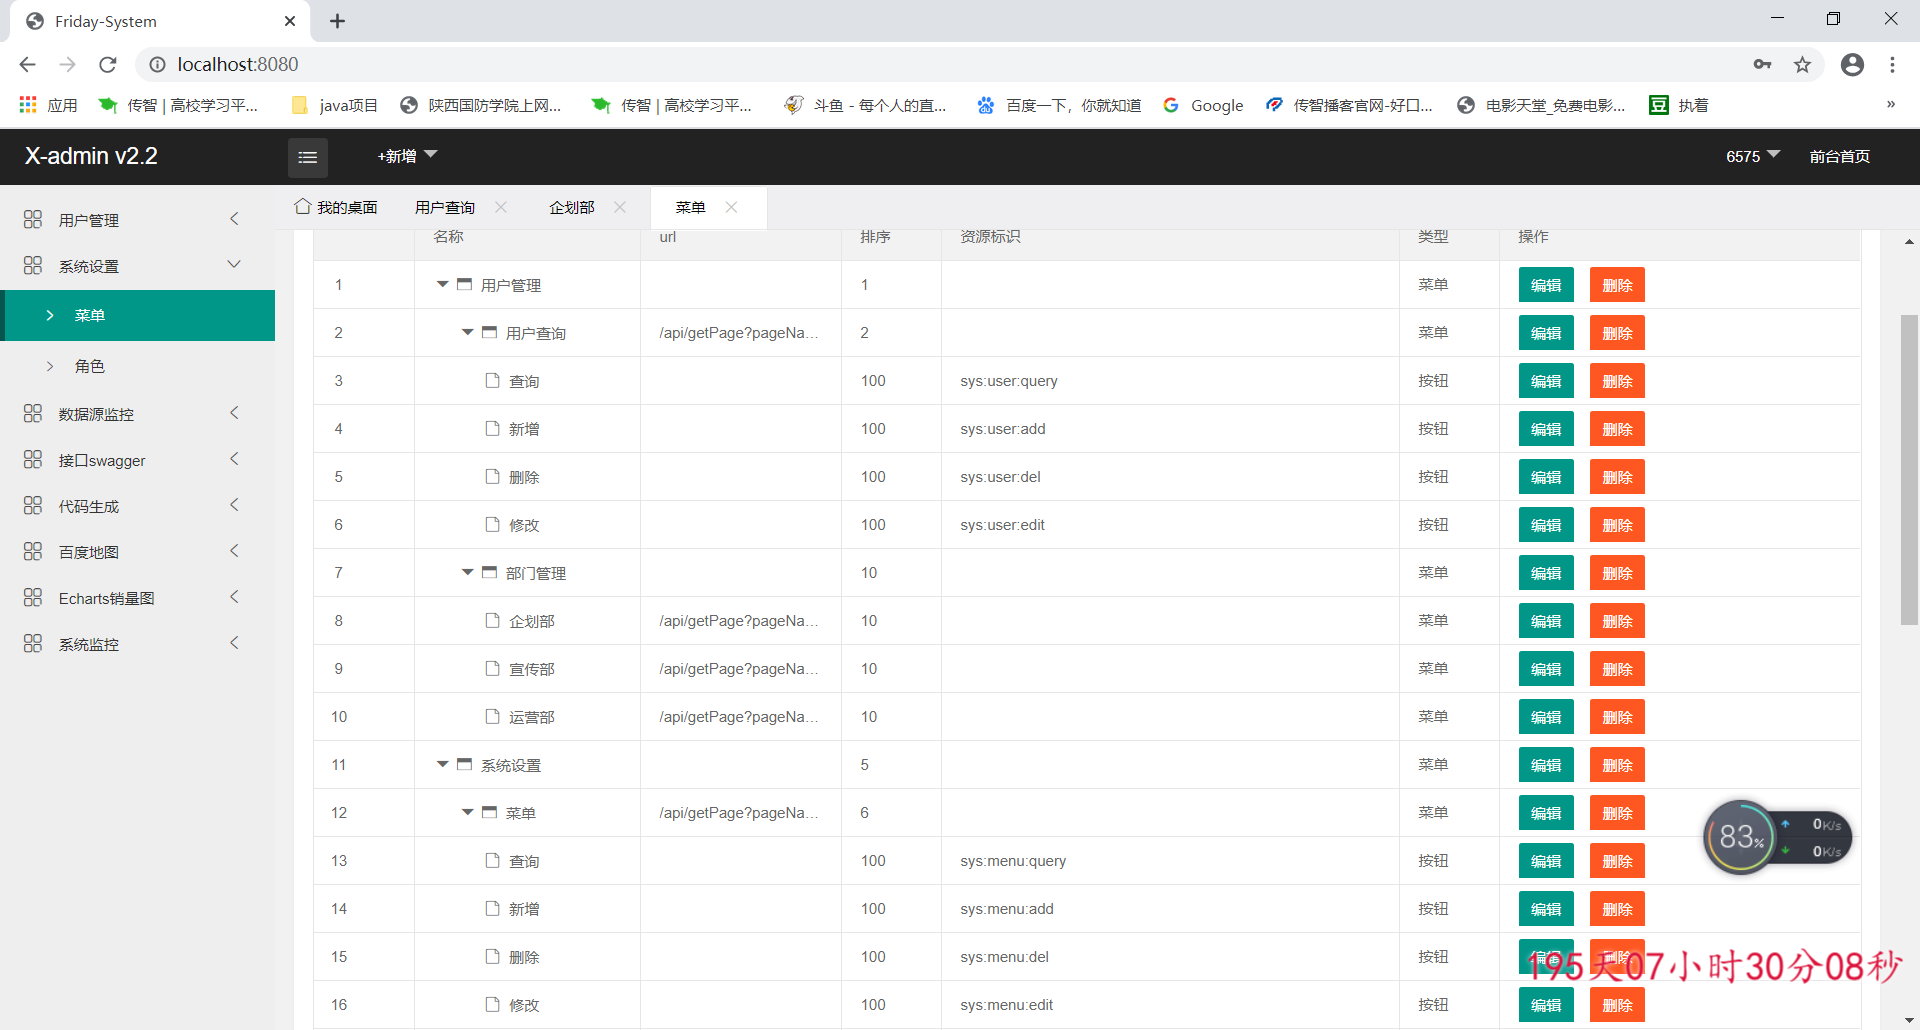 Friday-System
localhost:8080
应用 传智 | 高校学习平... java项目 陕西国防学院上网... 传智 | 高校学习平... 斗鱼 - 每个人的直... 百度一下，你就知道 Google 传智播客官网-好口... 电影天堂_免费电影... 豆 执着 »
X-admin v2.2 +新增 6575 前台首页
我的桌面 用户查询 企划部 菜单
用户管理
系统设置
菜单
角色
数据源监控
接口swagger
代码生成
百度地图
Echarts销量图
系统监控
名称 url 排序 资源标识 类型 操作
1 用户管理 1 菜单 编辑 删除
2 用户查询 /api/getPage?pageNa... 2 菜单 编辑 删除
3 查询 100 sys:user:query 按钮 编辑 删除
4 新增 100 sys:user:add 按钮 编辑 删除
5 删除 100 sys:user:del 按钮 编辑 删除
6 修改 100 sys:user:edit 按钮 编辑 删除
7 部门管理 10 菜单 编辑 删除
8 企划部 /api/getPage?pageNa... 10 菜单 编辑 删除
9 宣传部 /api/getPage?pageNa... 10 菜单 编辑 删除
10 运营部 /api/getPage?pageNa... 10 菜单 编辑 删除
11 系统设置 5 菜单 编辑 删除
12 菜单 /api/getPage?pageNa... 6 菜单 编辑 删除
13 查询 100 sys:menu:query 按钮 编辑 删除
14 新增 100 sys:menu:add 按钮 编辑 删除
15 删除 100 sys:menu:del 按钮 编辑 删除
16 修改 100 sys:menu:edit 按钮 编辑 删除
83% 0K/s
0K/s
195天07小时30分08秒